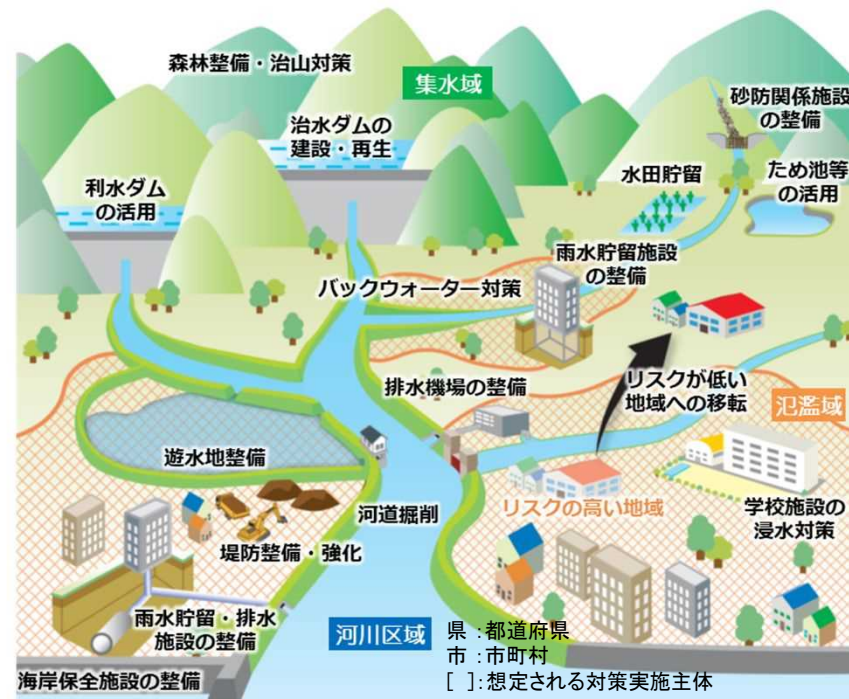 森林整備・治山対策
集水域
砂防関係施設
の整備
治水ダムの
建設・再生
水田貯留
ため池等
の活用
利水ダム
の活用
雨水貯留施設
の整備
バックウォーター対策
排水機場の整備
リスクが低い
地域への移転
氾濫域
遊水地整備
河道掘削
リスクの高い地域
学校施設の
浸水対策
堤防整備・強化
雨水貯留・排水
施設の整備
河川区域
県：都道府県
市：市町村
[ ]：想定される対策実施主体
海岸保全施設の整備